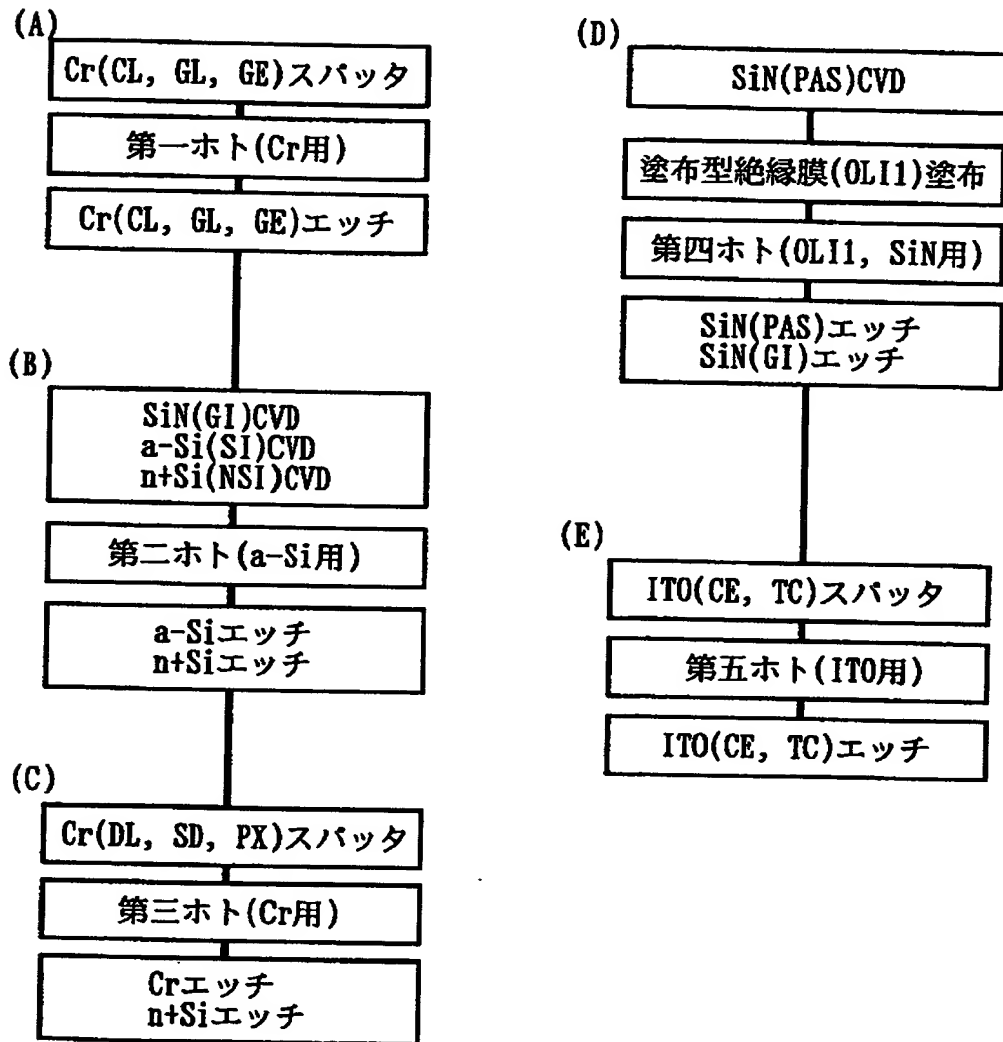 (A)
Cr(CL, GL, GE)スパッタ
第一ホト(Cr用)
Cr(CL, GL, GE)エッチ
(B)
SiN(GI)CVD
a-Si(SI)CVD
n+Si(NSI)CVD
第二ホト(a-Si用)
a-Siエッチ
n+Siエッチ
(C)
Cr(DL, SD, PX)スパッタ
第三ホト(Cr用)
Crエッチ
n+Siエッチ
(D)
SiN(PAS)CVD
塗布型絶縁膜(OLI1)塗布
第四ホト(OLI1, SiN用)
SiN(PAS)エッチ
SiN(GI)エッチ
(E)
ITO(CE, TC)スパッタ
第五ホト(ITO用)
ITO(CE, TC)エッチ